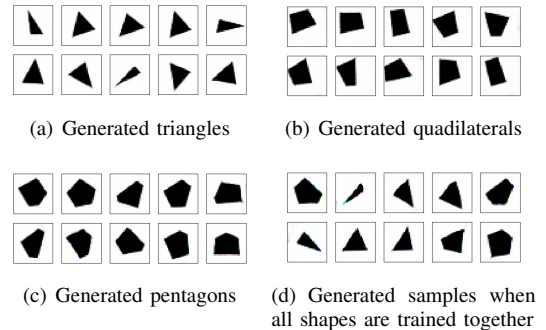 (a) Generated triangles
(b) Generated quadilaterals
(c) Generated pentagons
(d) Generated samples when
all shapes are trained together